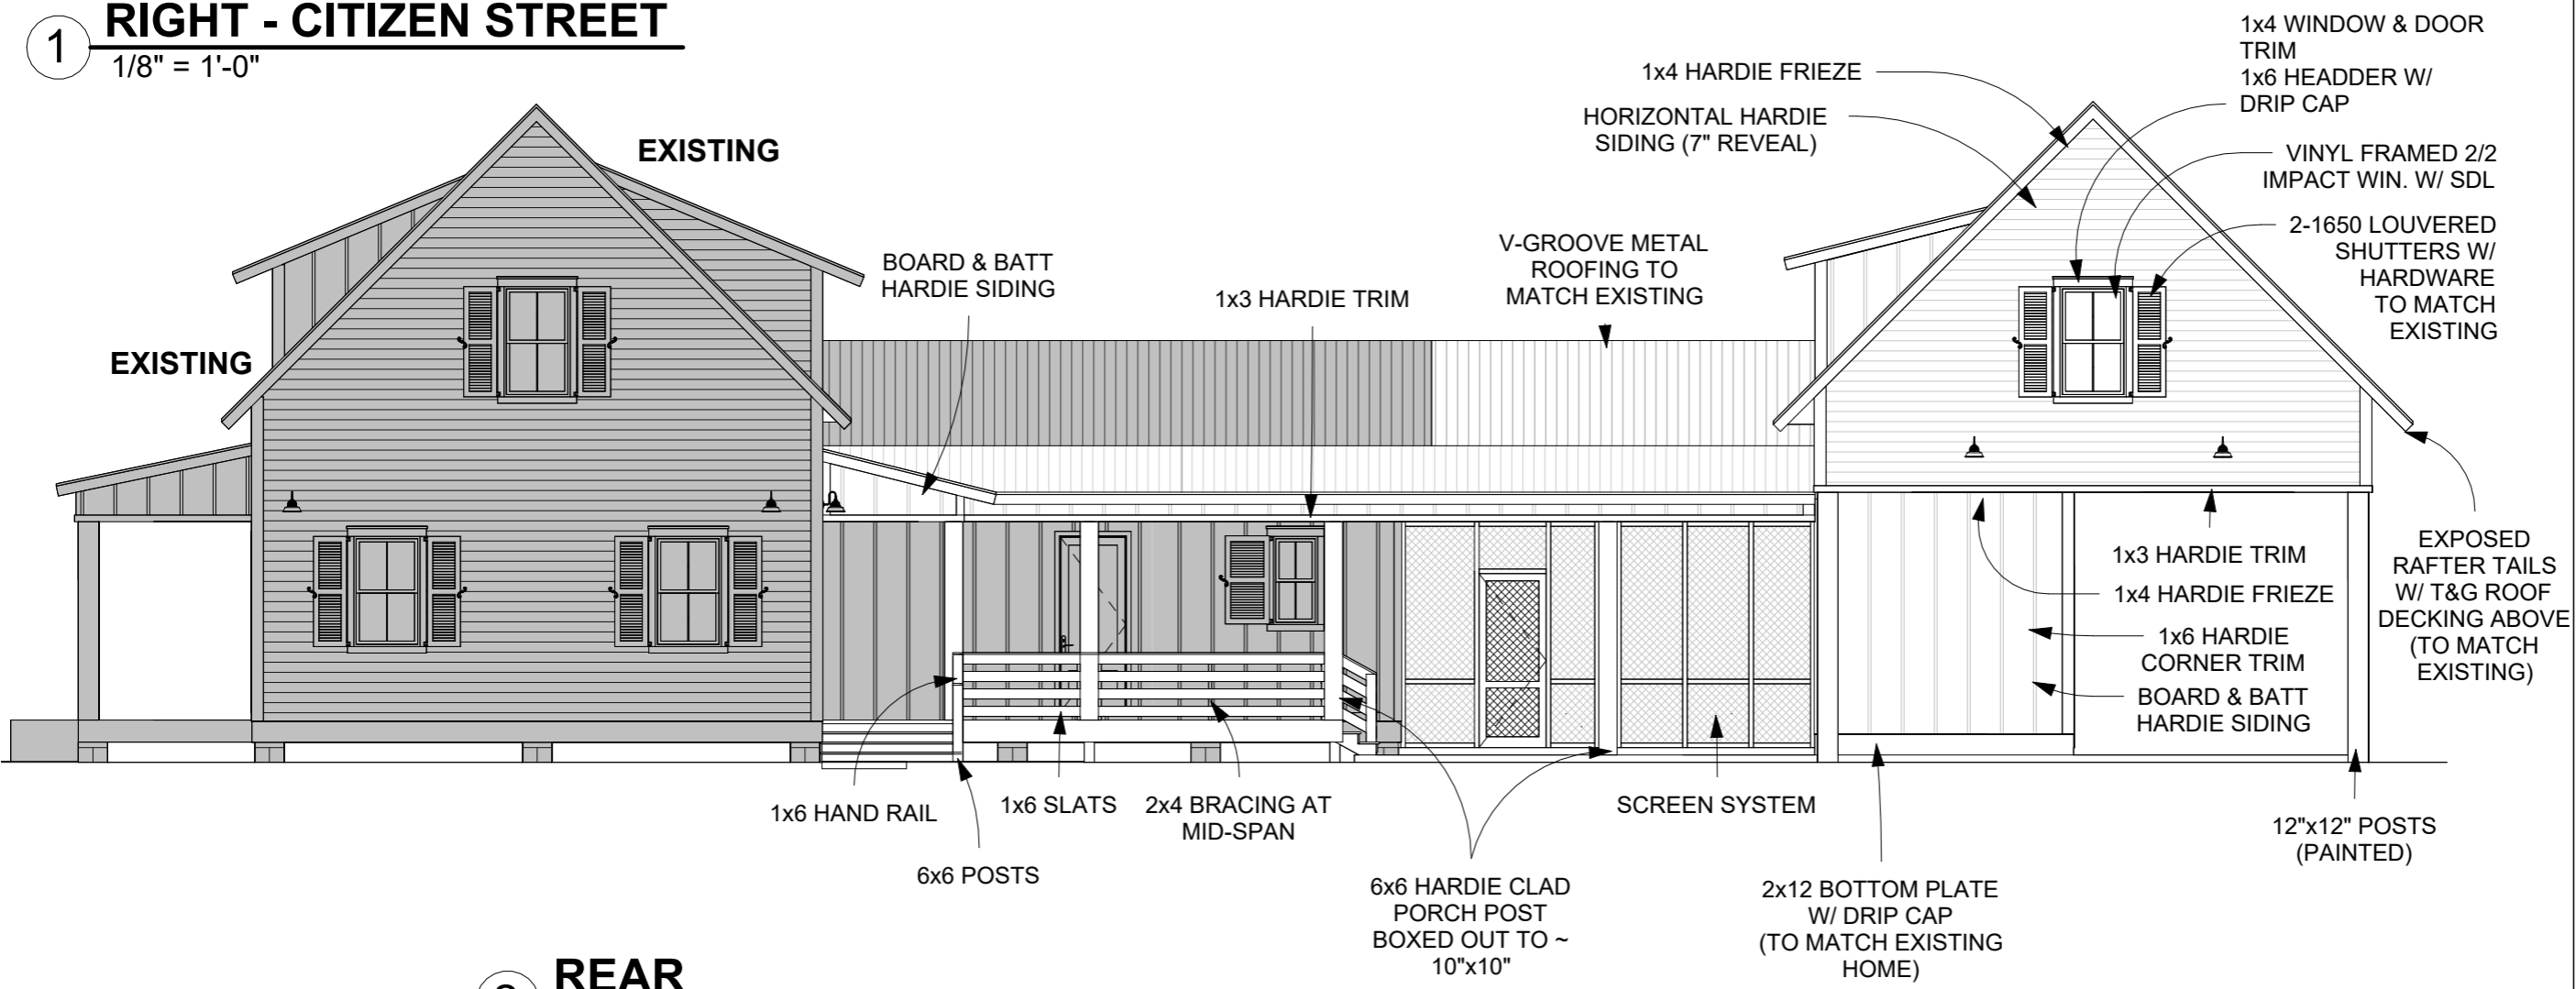 1
RIGHT - CITIZEN STREET
1/8" = 1'-0"
EXISTING
EXISTING
BOARD & BATT
HARDIE SIDING
1x3 HARDIE TRIM
V-GROOVE METAL
ROOFING TO
MATCH EXISTING
1x4 HARDIE FRIEZE
HORIZONTAL HARDIE
SIDING (7" REVEAL)
1x4 WINDOW & DOOR
TRIM
1x6 HEADDER W/
DRIP CAP
VINYL FRAMED 2/2
IMPACT WIN. W/ SDL
2-1650 LOUVERED
SHUTTERS W/
HARDWARE
TO MATCH
EXISTING
EXPOSED
RAFTER TAILS
W/ T&G ROOF
DECKING ABOVE
(TO MATCH
EXISTING)
1x3 HARDIE TRIM
1x4 HARDIE FRIEZE
1x6 HARDIE
CORNER TRIM
BOARD & BATT
HARDIE SIDING
1x6 HAND RAIL
6x6 POSTS
1x6 SLATS
2x4 BRACING AT
MID-SPAN
6x6 HARDIE CLAD
PORCH POST
BOXED OUT TO ~
10"x10"
SCREEN SYSTEM
2x12 BOTTOM PLATE
W/ DRIP CAP
(TO MATCH EXISTING
HOME)
12"x12" POSTS
(PAINTED)
REAR